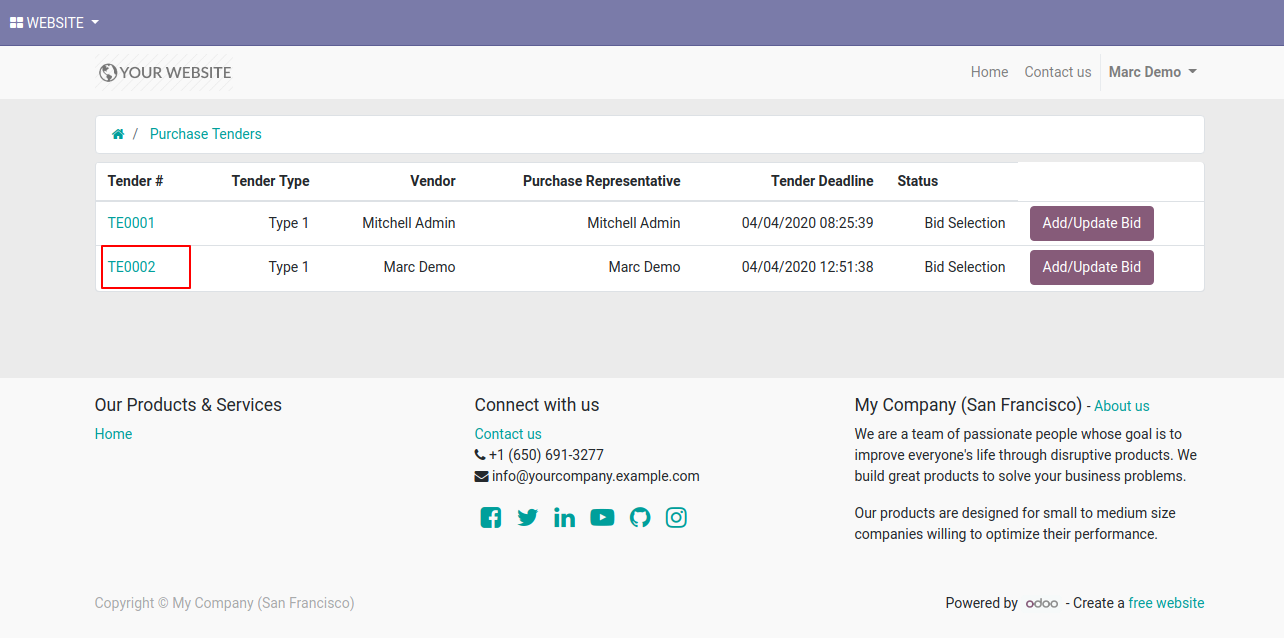 WEBSITE
YOUR WEBSITE Home Contact us Marc Demo
/ Purchase Tenders
Tender # Tender Type Vendor Purchase Representative Tender Deadline Status
TE0001 Type 1 Mitchell Admin Mitchell Admin 04/04/2020 08:25:39 Bid Selection Add/Update Bid
TE0002 Type 1 Marc Demo Marc Demo 04/04/2020 12:51:38 Bid Selection Add/Update Bid
Our Products & Services
Home
Connect with us
Contact us
+1 (650) 691-3277
info@yourcompany.example.com
My Company (San Francisco) - About us
We are a team of passionate people whose goal is to
improve everyone's life through disruptive products. We
build great products to solve your business problems.
Our products are designed for small to medium size
companies willing to optimize their performance.
Copyright © My Company (San Francisco) Powered by odoo - Create a free website